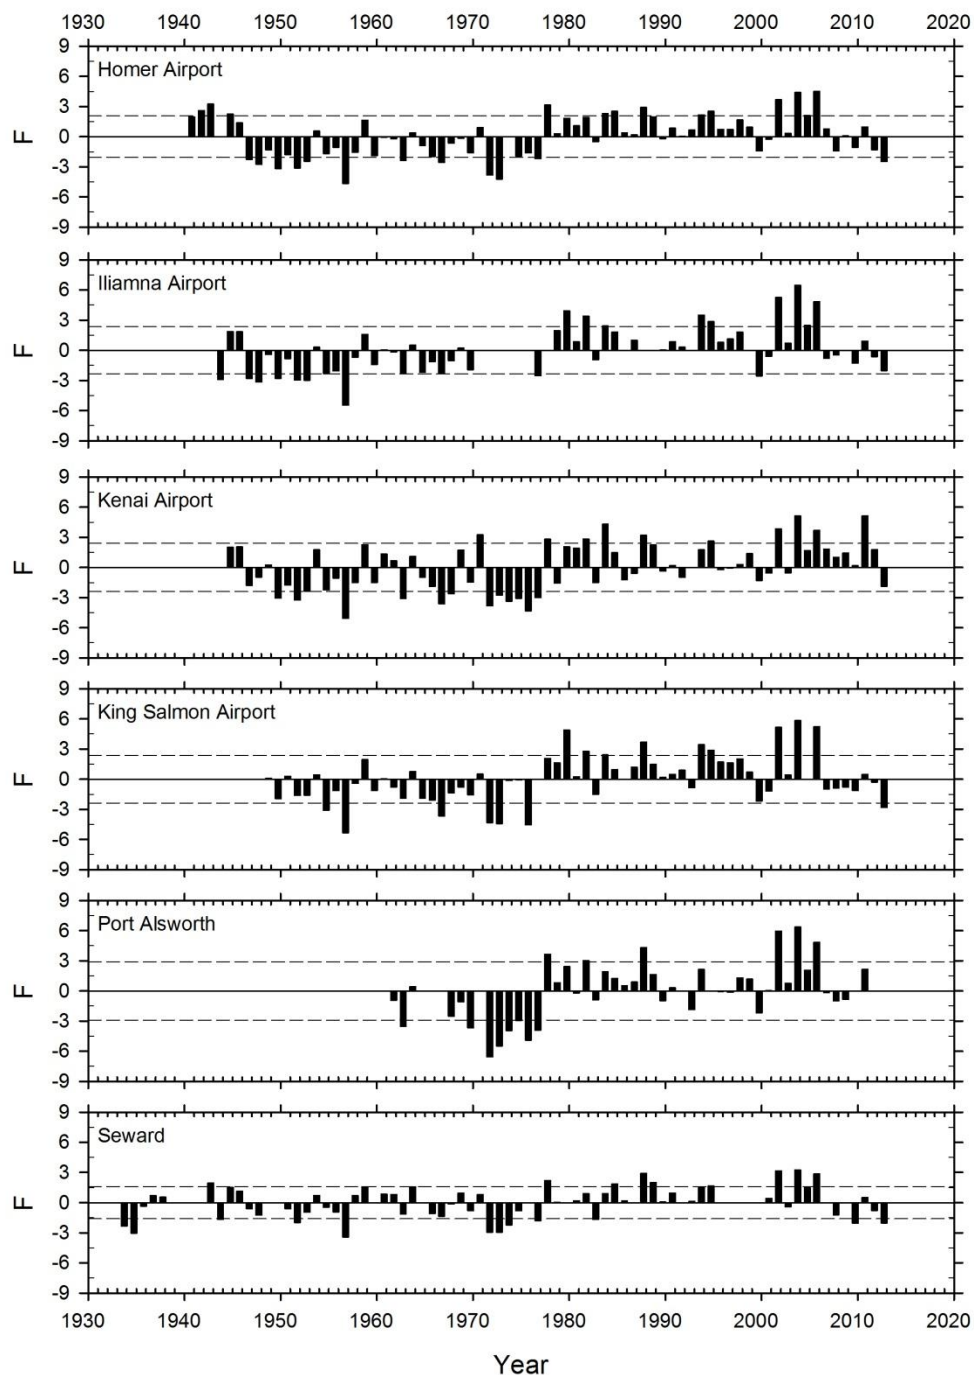 1930 1940 1950 1960 1970 1980 1990 2000 2010 2020
Homer Airport
9
6
3
0
-3
-6
-9
F
Iliamna Airport
9
6
3
0
-3
-6
-9
F
Kenai Airport
9
6
3
0
-3
-6
-9
F
King Salmon Airport
9
6
3
0
-3
-6
-9
F
Port Alsworth
9
6
3
0
-3
-6
-9
F
Seward
9
6
3
0
-3
-6
-9
F
1930 1940 1950 1960 1970 1980 1990 2000 2010 2020
Year